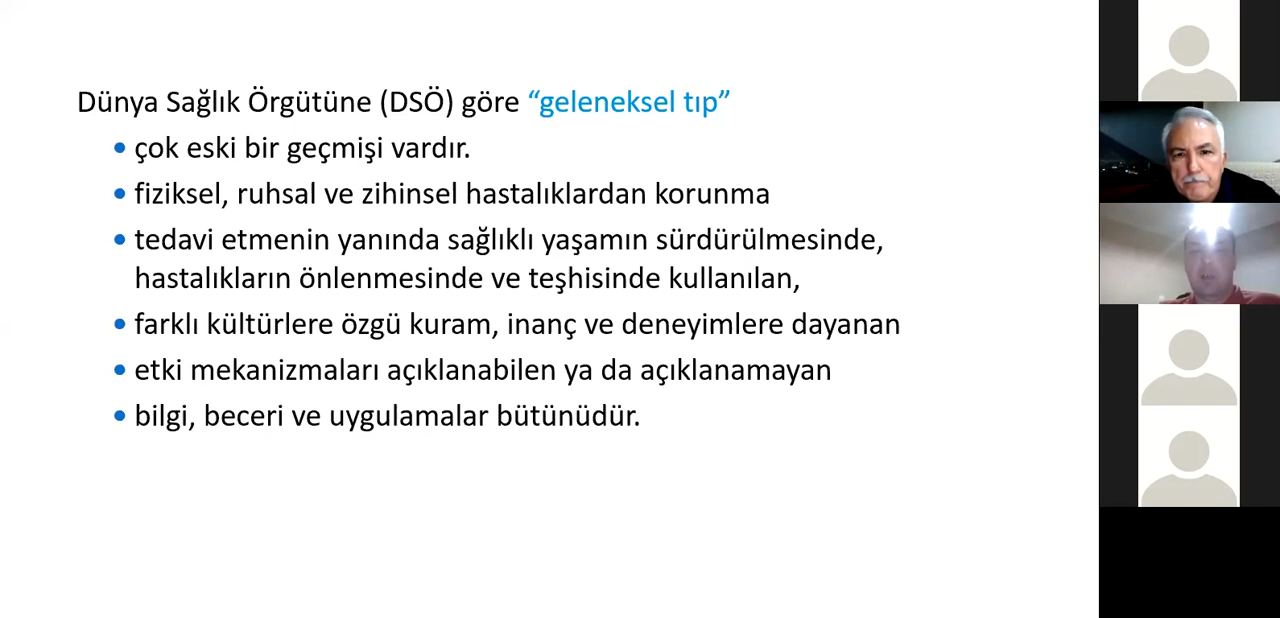 Dünya Sağlık Örgütüne (DSÖ) göre “geleneksel tıp”
• çok eski bir geçmişi vardır.
• fiziksel, ruhsal ve zihinsel hastalıklardan korunma
• tedavi etmenin yanında sağlıklı yaşamın sürdürülmesinde,
hastalıkların önlenmesinde ve teşhisinde kullanılan,
• farklı kültürlere özgü kuram, inanç ve deneyimlere dayanan
• etki mekanizmaları açıklanabilen ya da açıklanamayan
• bilgi, beceri ve uygulamalar bütünüdür.